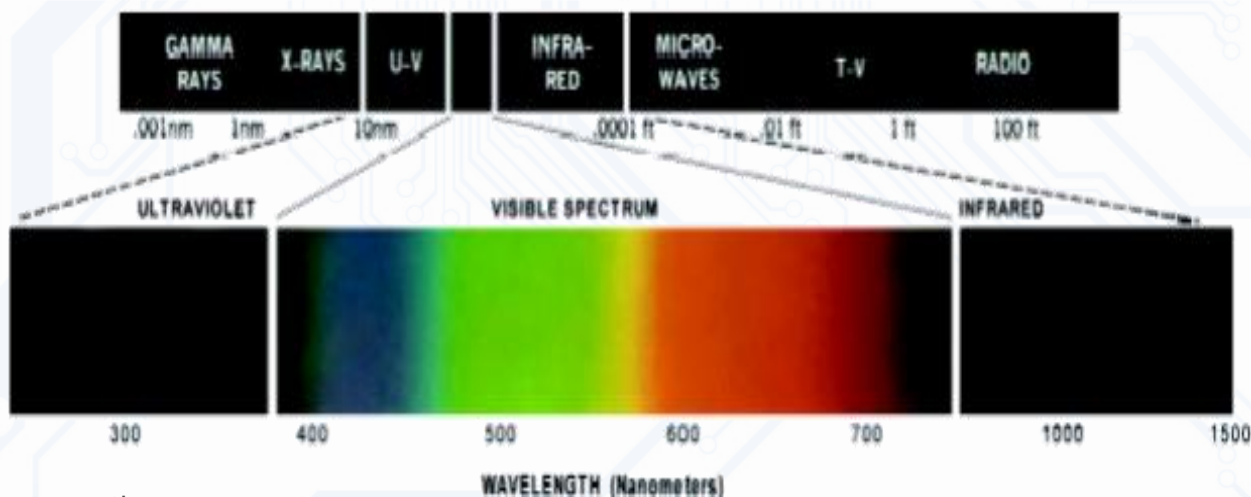 GAMMA RAYS X-RAYS U-V INFRA-RED MICRO-WAVES T-V RADIO
.001nm 1nm 10nm .0001 ft .01 ft 1 ft 100 ft
ULTRAVIOLET VISIBLE SPECTRUM INFRARED
300 400 500 600 700 1000 1500
WAVELENGTH (Nanometers)